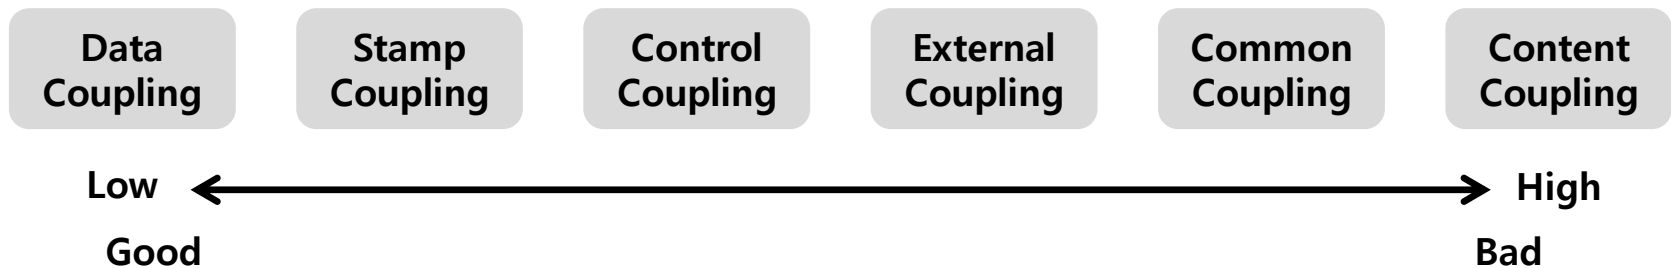 Data
Coupling
Stamp
Coupling
Control
Coupling
External
Coupling
Common
Coupling
Content
Coupling
Low
High
Good
Bad